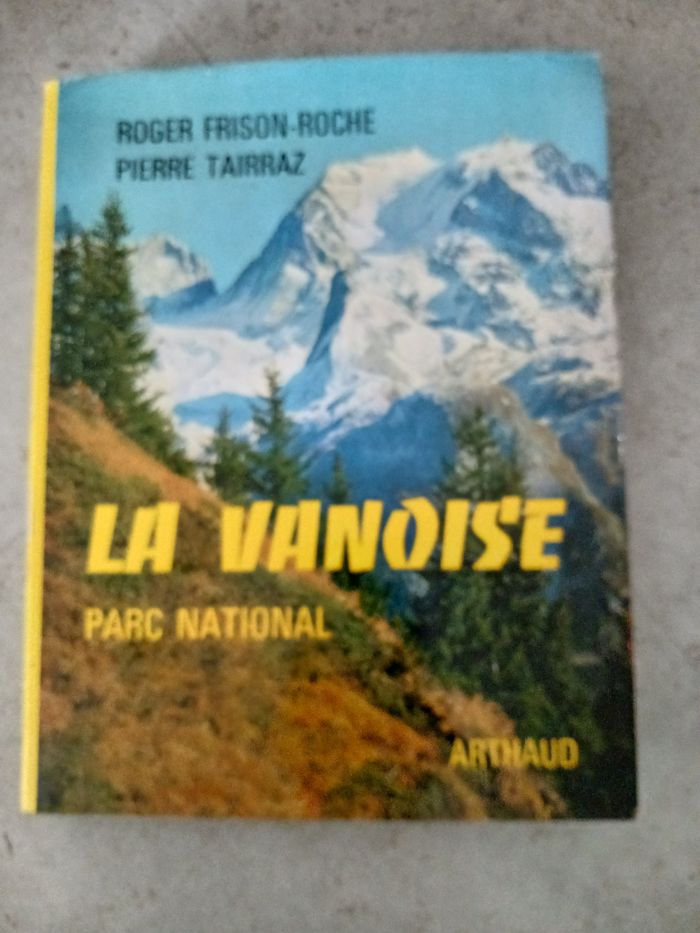 ROGER FRISON-ROCHE
PIERRE TAIRRAZ
LA VANOISE
PARC NATIONAL
ARTHAUD